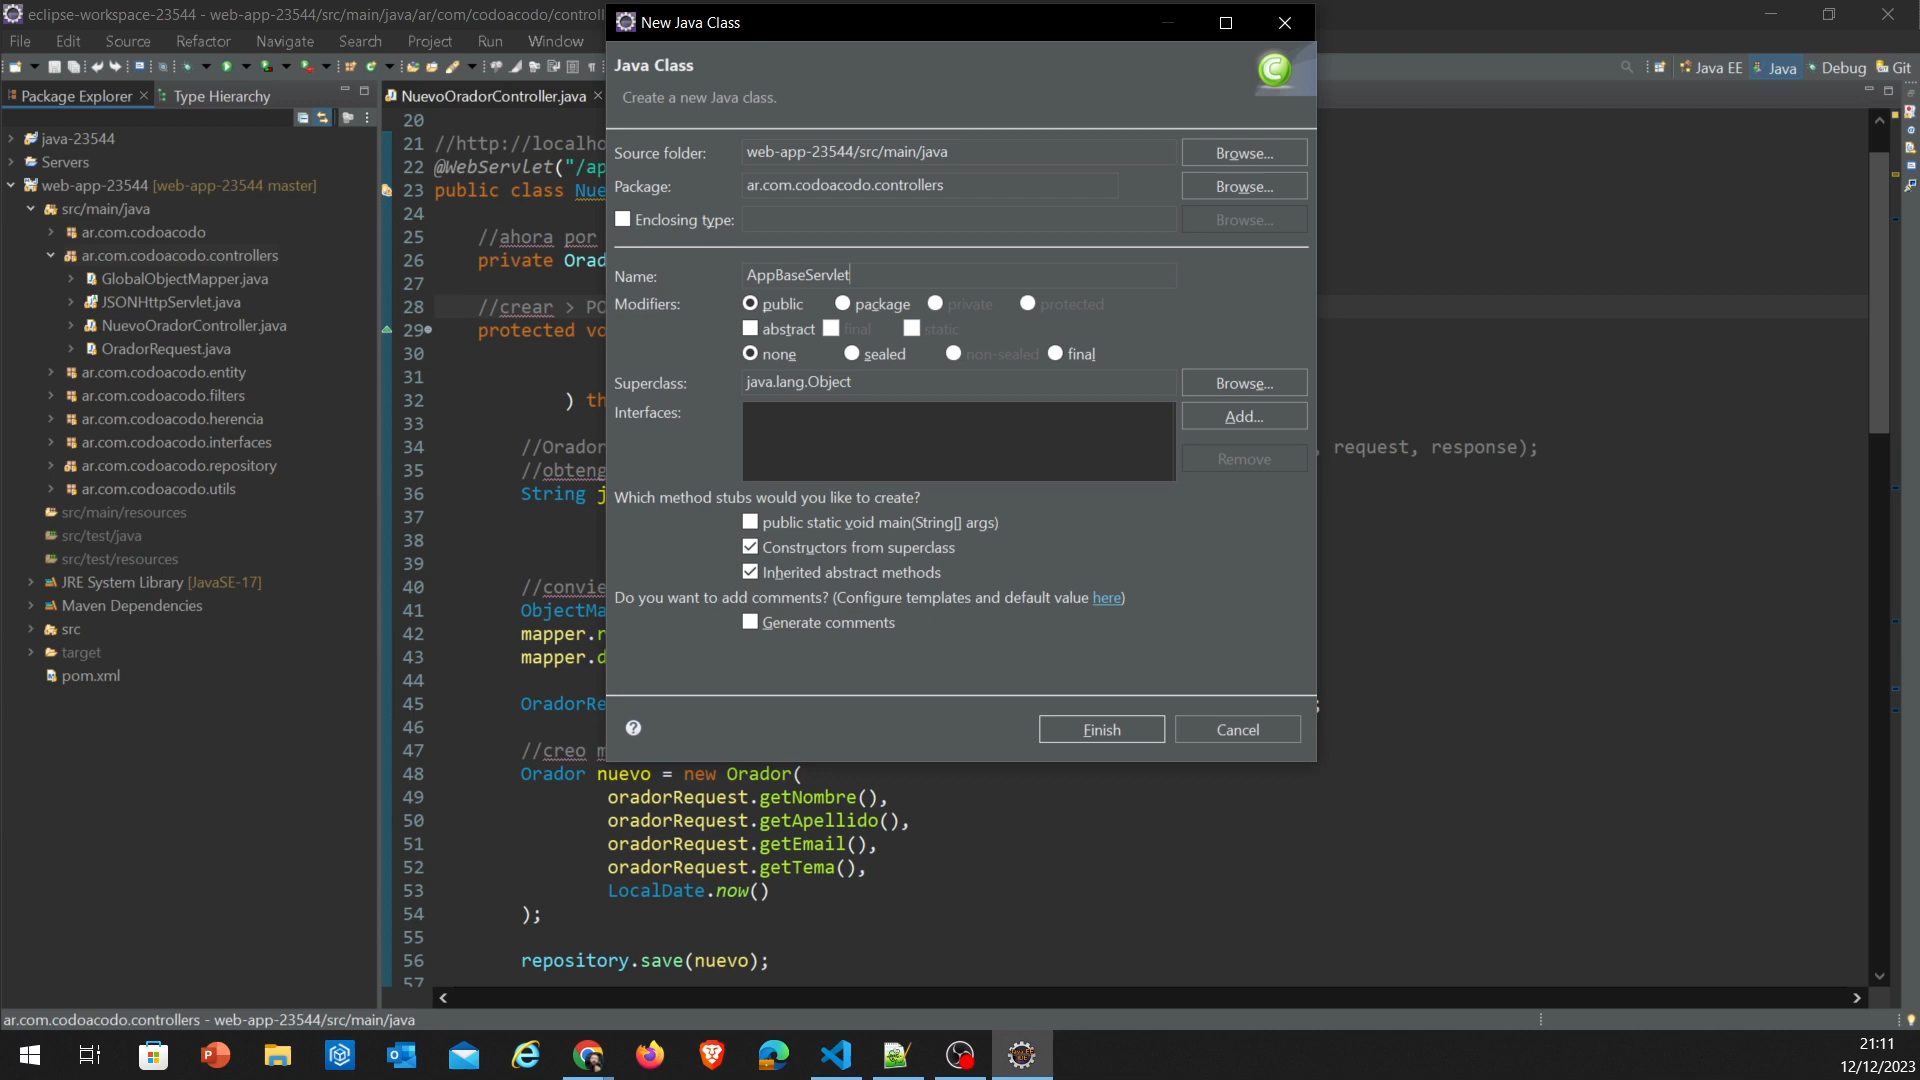 eclipse-workspace-23544 - web-app-23544/src/main/java/ar/com/codoacodo/controll
File Edit Source Refactor Navigate Search Project Run Window
Java EE Java Debug Git
Package Explorer Type Hierarchy
java-23544
Servers
web-app-23544 [web-app-23544 master]
src/main/java
ar.com.codoacodo
ar.com.codoacodo.controllers
GlobalObjectMapper.java
JSONHttpServlet.java
NuevoOradorController.java
OradorRequest.java
ar.com.codoacodo.entity
ar.com.codoacodo.filters
ar.com.codoacodo.herencia
ar.com.codoacodo.interfaces
ar.com.codoacodo.repository
ar.com.codoacodo.utils
src/main/resources
src/test/java
src/test/resources
JRE System Library [JavaSE-17]
Maven Dependencies
src
target
pom.xml
NuevoOradorController.java
20
21 //http://localho
22 @WebServlet("/ap
23 public class Nue
24
25 //ahora por
26 private Orad
27
28 //crear > PO
29 protected vo
30
31
32 ) th
33
34 //Orador , request, response);
35 //obteng
36 String j
37
38
39
40 //convie
41 ObjectMa
42 mapper.r
43 mapper.d
44
45 OradorRe ;
46
47 //creo m
48 Orador nuevo = new Orador(
49 oradorRequest.getNombre(),
50 oradorRequest.getApellido(),
51 oradorRequest.getEmail(),
52 oradorRequest.getTema(),
53 LocalDate.now()
54 );
55
56 repository.save(nuevo);
57
New Java Class
Java Class
Create a new Java class.
Source folder: web-app-23544/src/main/java Browse...
Package: ar.com.codoacodo.controllers Browse...
Enclosing type: Browse...
Name: AppBaseServlet
Modifiers: public package private protected
abstract final static
none sealed non-sealed final
Superclass: java.lang.Object Browse...
Interfaces: Add...
Remove
Which method stubs would you like to create?
public static void main(String[] args)
Constructors from superclass
Inherited abstract methods
Do you want to add comments? (Configure templates and default value here)
Generate comments
Finish Cancel
ar.com.codoacodo.controllers - web-app-23544/src/main/java
21:11
12/12/2023